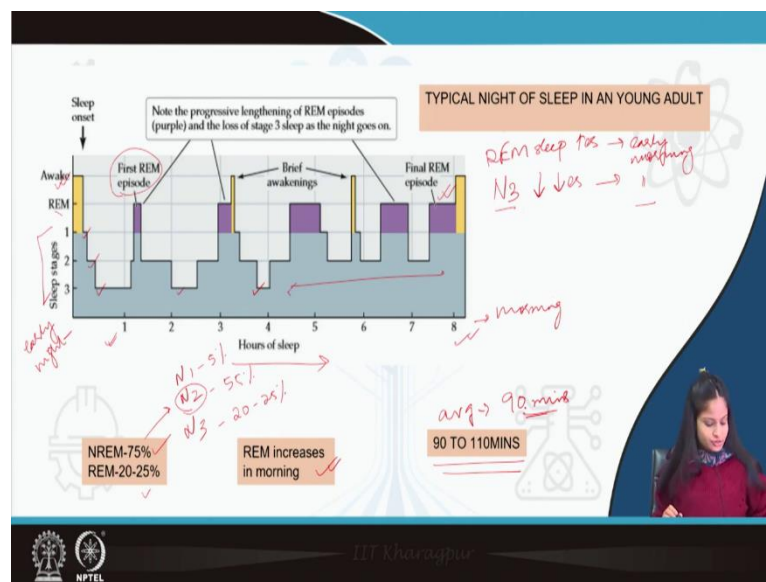 TYPICAL NIGHT OF SLEEP IN AN YOUNG ADULT
Sleep
onset
Note the progressive lengthening of REM episodes
(purple) and the loss of stage 3 sleep as the night goes on.
REM sleep ↑es → early
morning
N3 ↓ ↓es →
First REM
episode
Brief
awakenings
Final REM
episode
Awake
REM
1
2
3
Sleep stages
early
night
1 2 3 4 5 6 7 8
→ morning
Hours of sleep
N1 - 5%
N2 - 55%
N3 - 20-25%
avg → 90 mins
NREM-75%
REM-20-25%
REM increases
in morning
90 TO 110MINS
IIT Kharagpur
NPTEL